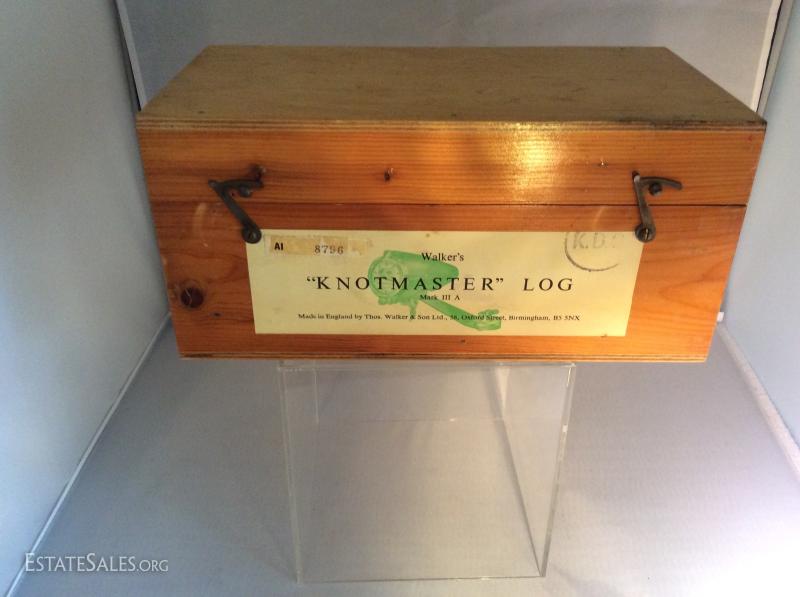 AI 8796
K.D.
Walker's
"KNOTMASTER" LOG
Mark III A
Made in England by Thos. Walker & Son Ltd., 58, Oxford Street, Birmingham, B5 5NX
ESTATESALES.ORG